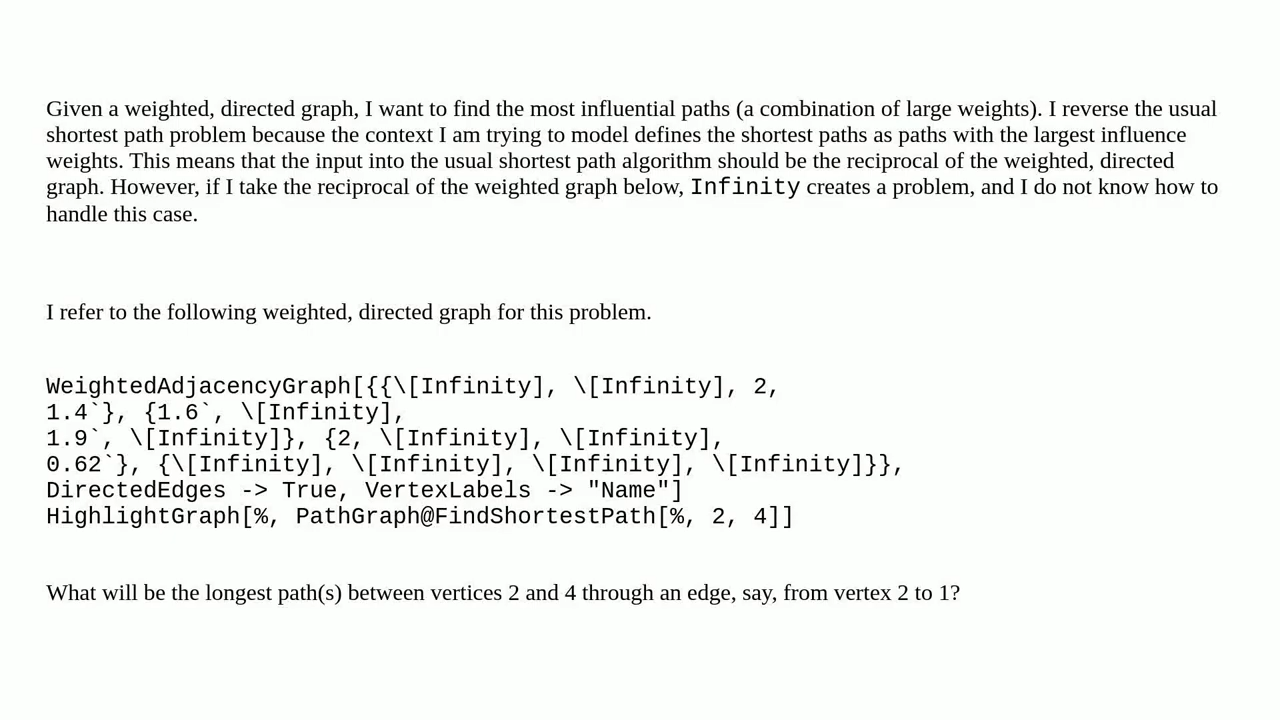 Given a weighted, directed graph, I want to find the most influential paths (a combination of large weights). I reverse the usual
shortest path problem because the context I am trying to model defines the shortest paths as paths with the largest influence
weights. This means that the input into the usual shortest path algorithm should be the reciprocal of the weighted, directed
graph. However, if I take the reciprocal of the weighted graph below, Infinity creates a problem, and I do not know how to
handle this case.
I refer to the following weighted, directed graph for this problem.
WeightedAdjacencyGraph[{{\[Infinity], \[Infinity], 2,
1.4`}, {1.6`, \[Infinity],
1.9`, \[Infinity]}, {2, \[Infinity], \[Infinity],
0.62`}, {\[Infinity], \[Infinity], \[Infinity], \[Infinity]}},
DirectedEdges -> True, VertexLabels -> "Name"]
HighlightGraph[%, PathGraph@FindShortestPath[%, 2, 4]]
What will be the longest path(s) between vertices 2 and 4 through an edge, say, from vertex 2 to 1?